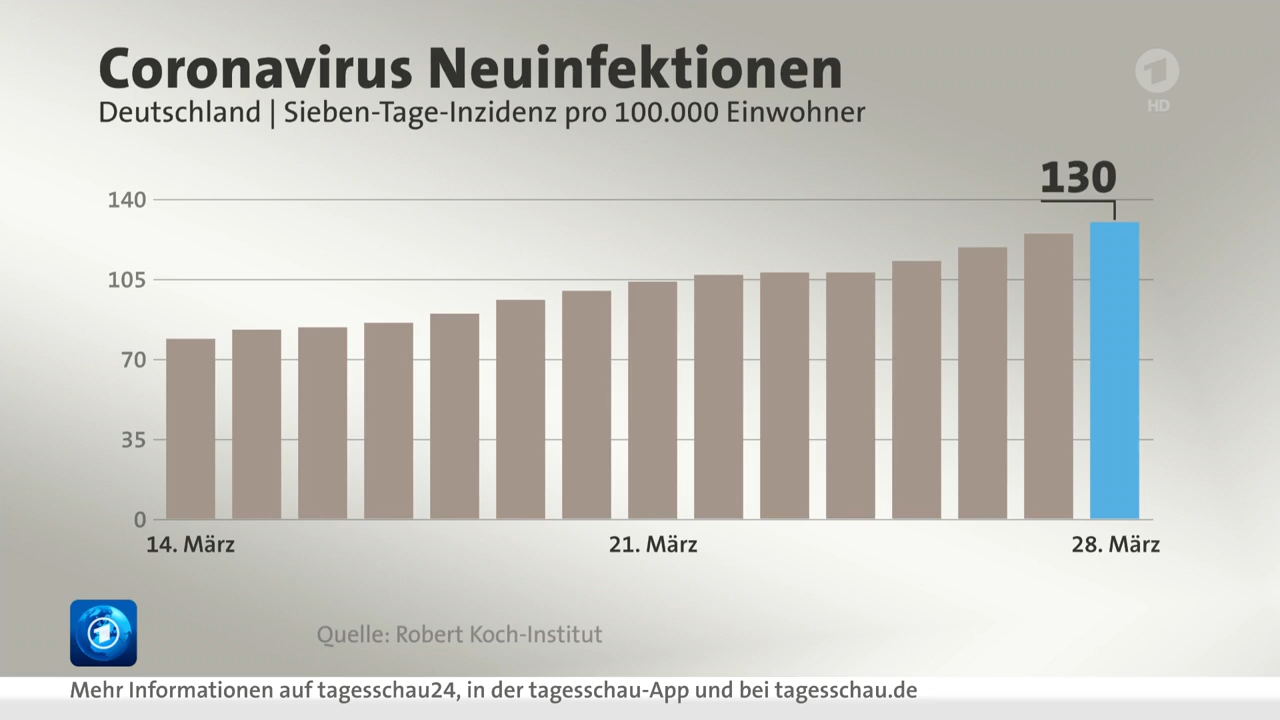 Coronavirus Neuinfektionen
Deutschland | Sieben-Tage-Inzidenz pro 100.000 Einwohner
1
HD
130
140
105
70
35
0
14. März
21. März
28. März
1
Quelle: Robert Koch-Institut
Mehr Informationen auf tagesschau24, in der tagesschau-App und bei tagesschau.de